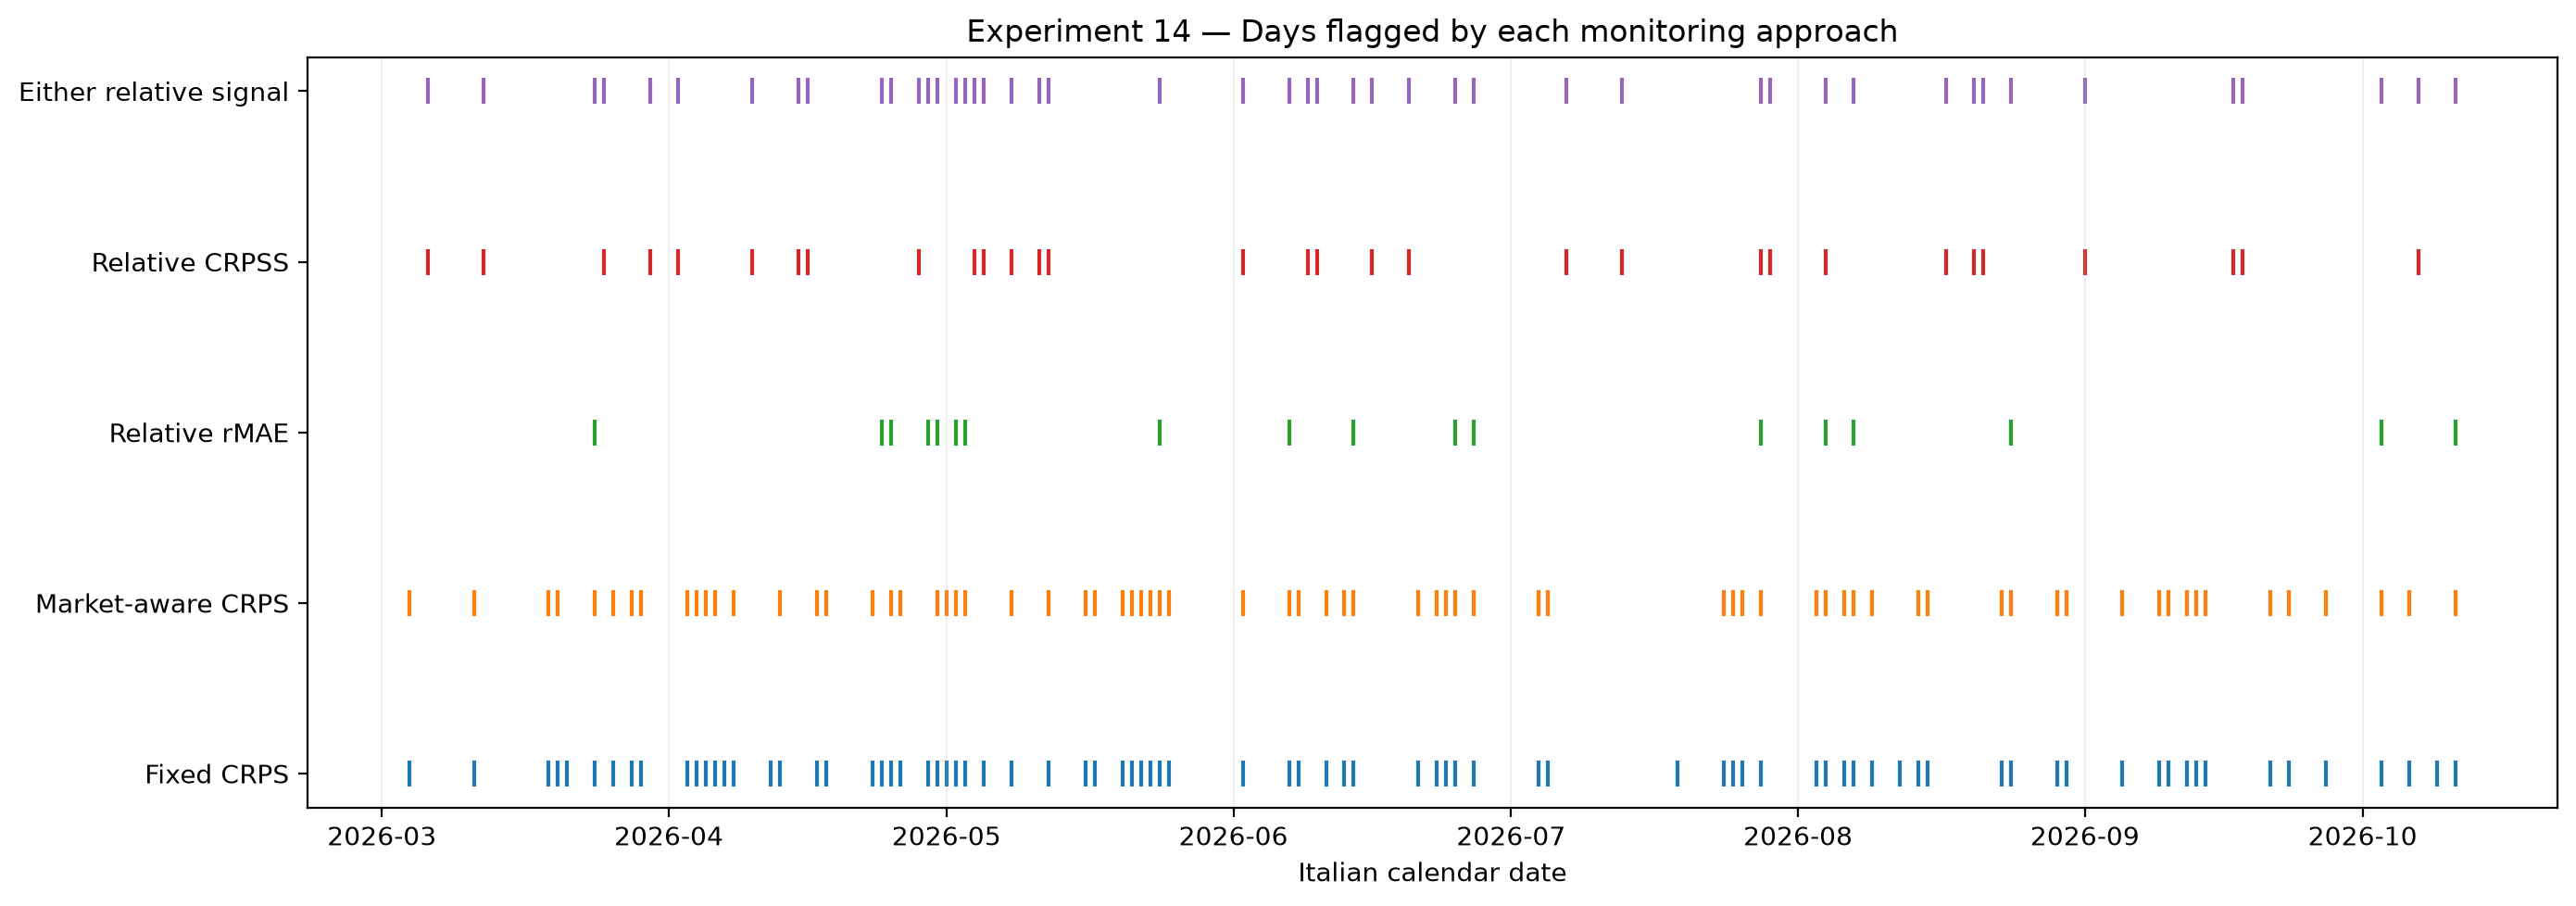 Experiment 14 — Days flagged by each monitoring approach
Either relative signal
Relative CRPSS
Relative rMAE
Market-aware CRPS
Fixed CRPS
2026-03 2026-04 2026-05 2026-06 2026-07 2026-08 2026-09 2026-10
Italian calendar date